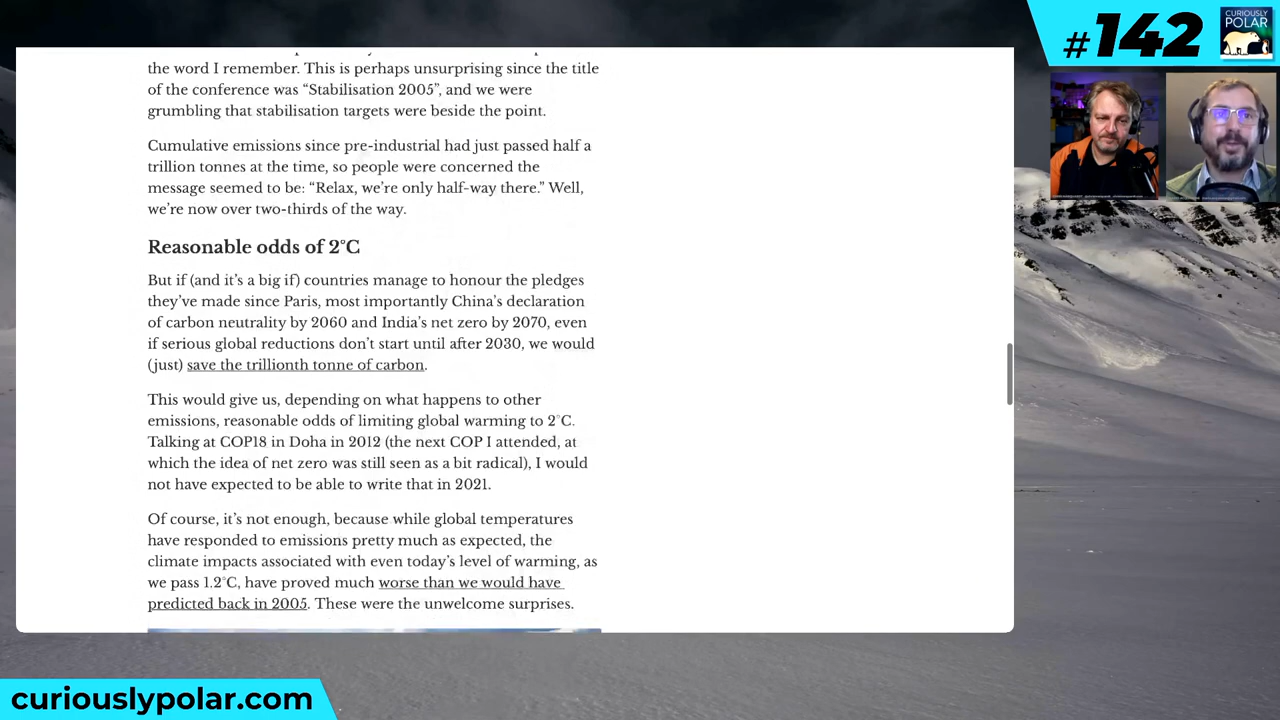 #142
CURIOUSLY
POLAR
the word I remember. This is perhaps unsurprising since the title
of the conference was “Stabilisation 2005”, and we were
grumbling that stabilisation targets were beside the point.
Cumulative emissions since pre-industrial had just passed half a
trillion tonnes at the time, so people were concerned the
message seemed to be: “Relax, we’re only half-way there.” Well,
we’re now over two-thirds of the way.
Reasonable odds of 2°C
But if (and it’s a big if) countries manage to honour the pledges
they’ve made since Paris, most importantly China’s declaration
of carbon neutrality by 2060 and India’s net zero by 2070, even
if serious global reductions don’t start until after 2030, we would
(just) save the trillionth tonne of carbon.
This would give us, depending on what happens to other
emissions, reasonable odds of limiting global warming to 2°C.
Talking at COP18 in Doha in 2012 (the next COP I attended, at
which the idea of net zero was still seen as a bit radical), I would
not have expected to be able to write that in 2021.
Of course, it’s not enough, because while global temperatures
have responded to emissions pretty much as expected, the
climate impacts associated with even today’s level of warming, as
we pass 1.2°C, have proved much worse than we would have
predicted back in 2005. These were the unwelcome surprises.
curiouslypolar.com